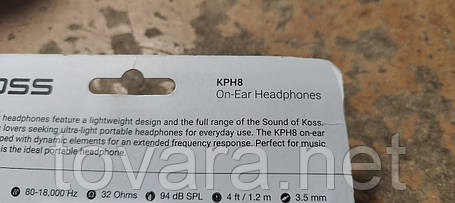 OSS
KPH8
On-Ear Headphones
headphones feature a lightweight design and the full range of the Sound of Koss.
lovers seeking ultra-light portable headphones for everyday use. The KPH8 on-ear
ped with dynamic elements for an extended frequency response. Perfect for music
is the ideal portable headphone.
80-18,000 Hz 32 Ohms 94 dB SPL 4 ft / 1.2 m 3.5 mm
tovara.net